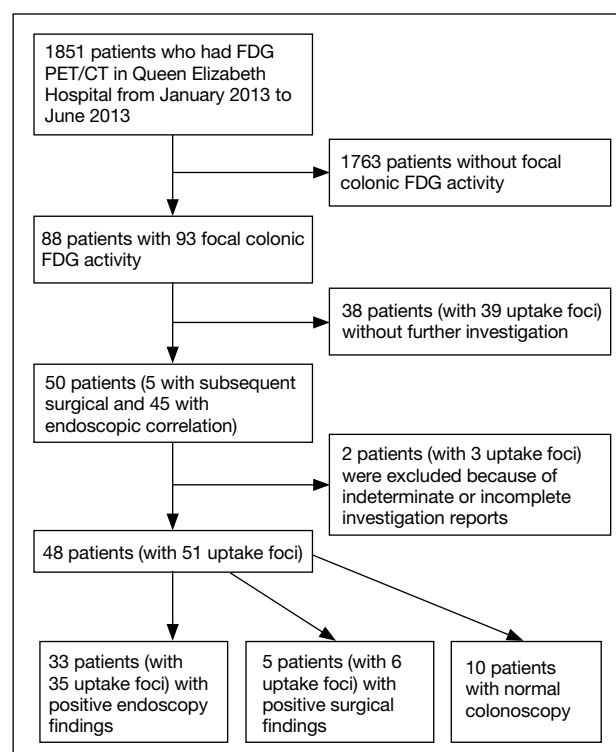 1851 patients who had FDG
PET/CT in Queen Elizabeth
Hospital from January 2013 to
June 2013
1763 patients without focal
colonic FDG activity
88 patients with 93 focal colonic
FDG activity
38 patients (with 39 uptake foci)
without further investigation
50 patients (5 with subsequent
surgical and 45 with
endoscopic correlation)
2 patients (with 3 uptake foci)
were excluded because of
indeterminate or incomplete
investigation reports
48 patients (with 51 uptake foci)
33 patients (with
35 uptake foci) with
positive endoscopy
findings
5 patients (with 6
uptake foci) with
positive surgical
findings
10 patients
with normal
colonoscopy